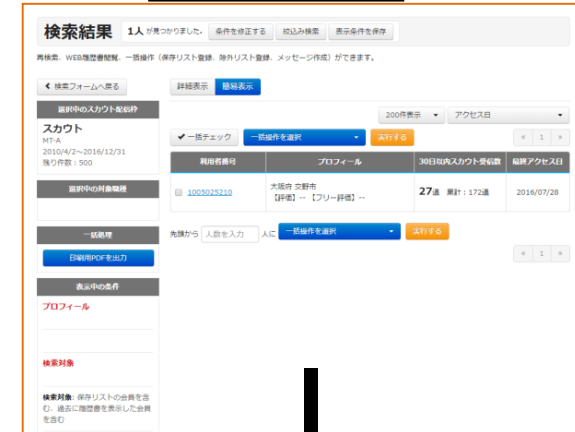 検索結果 1人 が見つかりました。 条件を修正する 絞込み検索 表示条件を保存
再検索、WEB履歴書閲覧、一括操作（保存リスト登録、除外リスト登録、メッセージ作成）ができます。
検索フォームへ戻る
詳細表示 簡易表示
選択中のスカウト配信枠
スカウト
MT-A
2010/4/2～2016/12/31
残り件数：500
選択中の対象職種
一括処理
印刷用PDFを出力
表示中の条件
プロフィール
検索対象
検索対象: 保存リストの会員を含
む、過去に履歴書を表示した会員
を含む
200件表示 アクセス日
一括チェック 一括操作を選択 実行する « 1 »
利用者番号 プロフィール 30日以内スカウト受信数 最終アクセス日
1005025210 大阪府 交野市
【評価】-- 【フリー評価】-- 27通 累計：172通 2016/07/28
先頭から 人数を入力 人に 一括操作を選択 実行する
« 1 »